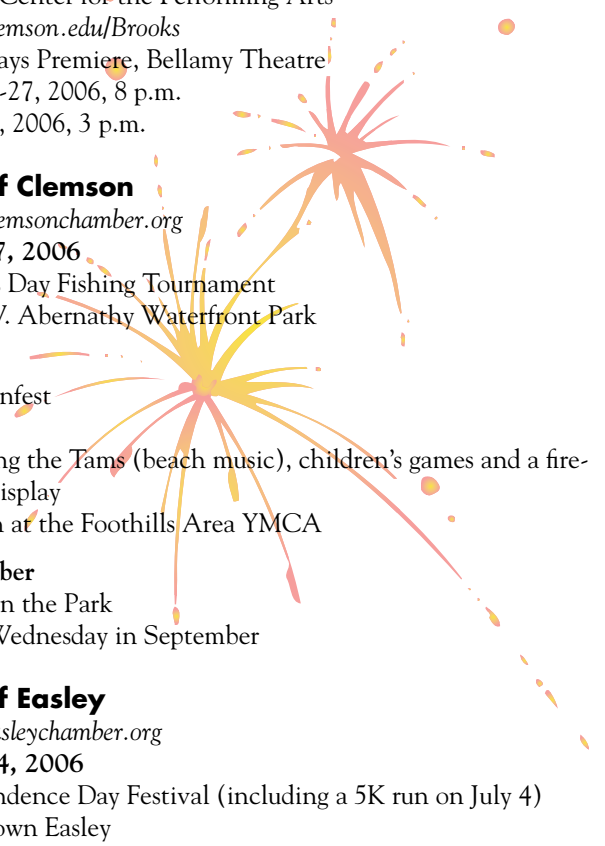 Center for the Performing Arts
emson.edu/Brooks
ays Premiere, Bellamy Theatre
-27, 2006, 8 p.m.
, 2006, 3 p.m.
f Clemson
emsonchamber.org
7, 2006
Day Fishing Tournament
. Abernathy Waterfront Park
nfest
ng the Tams (beach music), children's games and a fire-
isplay
n at the Foothills Area YMCA
ber
n the Park
Wednesday in September
f Easley
sleychamber.org
4, 2006
ndence Day Festival (including a 5K run on July 4)
own Easley